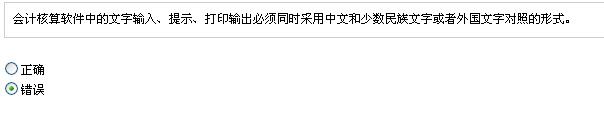 会计核算软件中的文字输入、提示、打印输出必须同时采用中文和少数民族文字或者外国文字对照的形式。
正确
错误